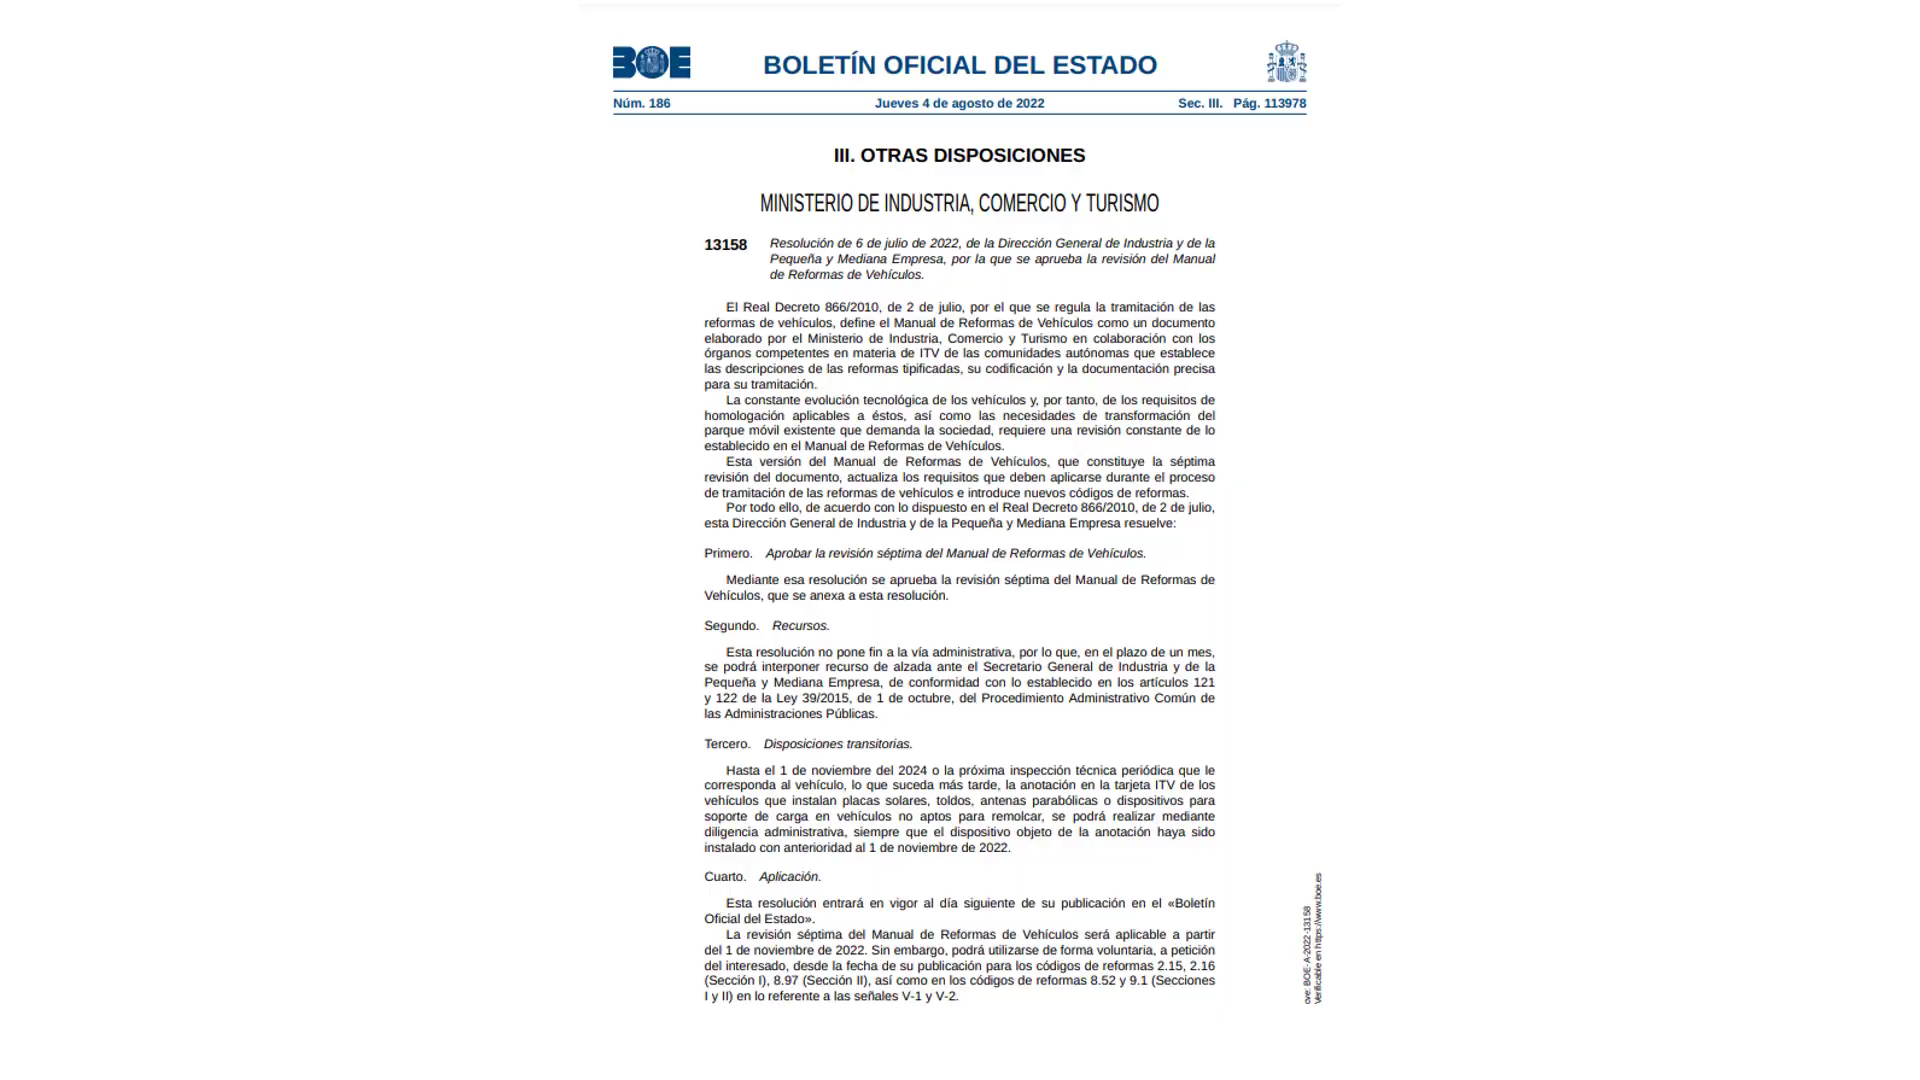 BOE
BOLETÍN OFICIAL DEL ESTADO
Núm. 186
Jueves 4 de agosto de 2022
Sec. III. Pág. 113978
III. OTRAS DISPOSICIONES
MINISTERIO DE INDUSTRIA, COMERCIO Y TURISMO
13158
Resolución de 6 de julio de 2022, de la Dirección General de Industria y de la
Pequeña y Mediana Empresa, por la que se aprueba la revisión del Manual
de Reformas de Vehículos.
El Real Decreto 866/2010, de 2 de julio, por el que se regula la tramitación de las
reformas de vehículos, define el Manual de Reformas de Vehículos como un documento
elaborado por el Ministerio de Industria, Comercio y Turismo en colaboración con los
órganos competentes en materia de ITV de las comunidades autónomas que establece
las descripciones de las reformas tipificadas, su codificación y la documentación precisa
para su tramitación.
La constante evolución tecnológica de los vehículos y, por tanto, de los requisitos de
homologación aplicables a éstos, así como las necesidades de transformación del
parque móvil existente que demanda la sociedad, requiere una revisión constante de lo
establecido en el Manual de Reformas de Vehículos.
Esta versión del Manual de Reformas de Vehículos, que constituye la séptima
revisión del documento, actualiza los requisitos que deben aplicarse durante el proceso
de tramitación de las reformas de vehículos e introduce nuevos códigos de reformas.
Por todo ello, de acuerdo con lo dispuesto en el Real Decreto 866/2010, de 2 de julio,
esta Dirección General de Industria y de la Pequeña y Mediana Empresa resuelve:
Primero. Aprobar la revisión séptima del Manual de Reformas de Vehículos.
Mediante esa resolución se aprueba la revisión séptima del Manual de Reformas de
Vehículos, que se anexa a esta resolución.
Segundo. Recursos.
Esta resolución no pone fin a la vía administrativa, por lo que, en el plazo de un mes,
se podrá interponer recurso de alzada ante el Secretario General de Industria y de la
Pequeña y Mediana Empresa, de conformidad con lo establecido en los artículos 121
y 122 de la Ley 39/2015, de 1 de octubre, del Procedimiento Administrativo Común de
las Administraciones Públicas.
Tercero. Disposiciones transitorias.
Hasta el 1 de noviembre del 2024 o la próxima inspección técnica periódica que le
corresponda al vehículo, lo que suceda más tarde, la anotación en la tarjeta ITV de los
vehículos que instalan placas solares, toldos, antenas parabólicas o dispositivos para
soporte de carga en vehículos no aptos para remolcar, se podrá realizar mediante
diligencia administrativa, siempre que el dispositivo objeto de la anotación haya sido
instalado con anterioridad al 1 de noviembre de 2022.
Cuarto. Aplicación.
Esta resolución entrará en vigor al día siguiente de su publicación en el «Boletín
Oficial del Estado».
La revisión séptima del Manual de Reformas de Vehículos será aplicable a partir
del 1 de noviembre de 2022. Sin embargo, podrá utilizarse de forma voluntaria, a petición
del interesado, desde la fecha de su publicación para los códigos de reformas 2.15, 2.16
(Sección I), 8.97 (Sección II), así como en los códigos de reformas 8.52 y 9.1 (Secciones
I y II) en lo referente a las señales V-1 y V-2.
cve: BOE-A-2022-13158
Verificable en https://www.boe.es